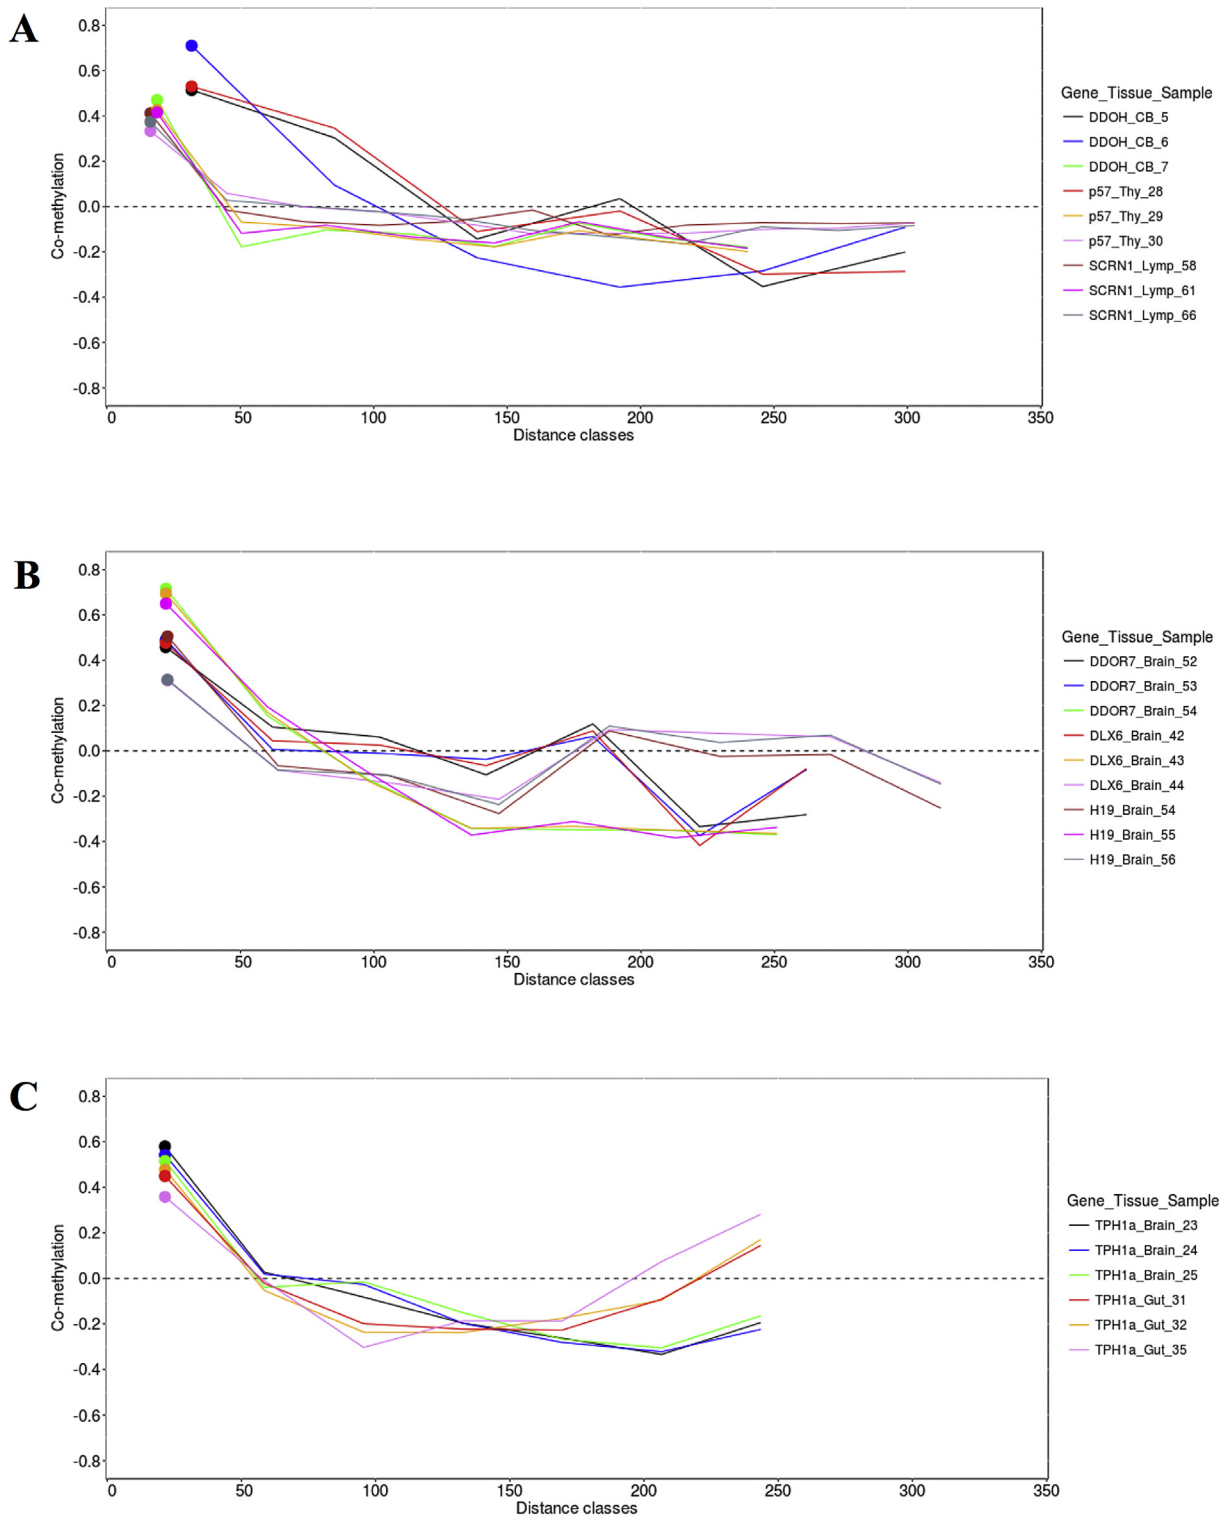 A
0.8
0.6
0.4
0.2
0.0
-0.2
-0.4
-0.6
-0.8
Co-methylation
0 50 100 150 200 250 300 350
Distance classes
Gene_Tissue_Sample
DDOH_CB_5
DDOH_CB_6
DDOH_CB_7
p57_Thy_28
p57_Thy_29
p57_Thy_30
SCRN1_Lymp_58
SCRN1_Lymp_61
SCRN1_Lymp_66
B
0.8
0.6
0.4
0.2
0.0
-0.2
-0.4
-0.6
-0.8
Co-methylation
0 50 100 150 200 250 300 350
Distance classes
Gene_Tissue_Sample
DDOR7_Brain_52
DDOR7_Brain_53
DDOR7_Brain_54
DLX6_Brain_42
DLX6_Brain_43
DLX6_Brain_44
H19_Brain_54
H19_Brain_55
H19_Brain_56
C
0.8
0.6
0.4
0.2
0.0
-0.2
-0.4
-0.6
-0.8
Co-methylation
0 50 100 150 200 250 300 350
Distance classes
Gene_Tissue_Sample
TPH1a_Brain_23
TPH1a_Brain_24
TPH1a_Brain_25
TPH1a_Gut_31
TPH1a_Gut_32
TPH1a_Gut_35